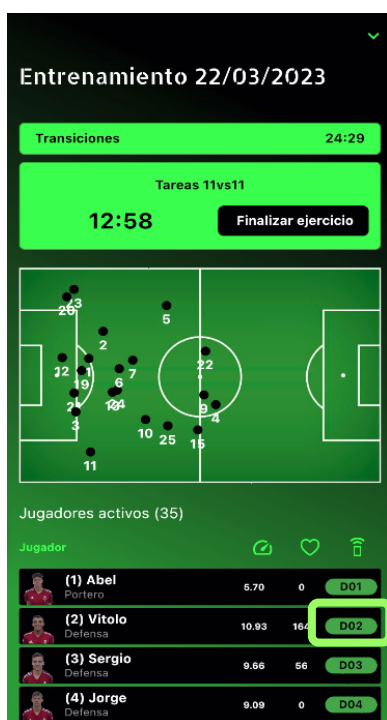 Entrenamiento 22/03/2023
Transiciones 24:29
Tareas 11vs11
12:58 Finalizar ejercicio
23
5
2
22
12 1
19 6 7
9
3 10 25 15 4
11
Jugadores activos (35)
Jugador
(1) Abel 5.70 0 D01
Portero
(2) Vitolo 10.93 164 D02
Defensa
(3) Sergio 9.66 56 D03
Defensa
(4) Jorge 9.09 0 D04
Defensa